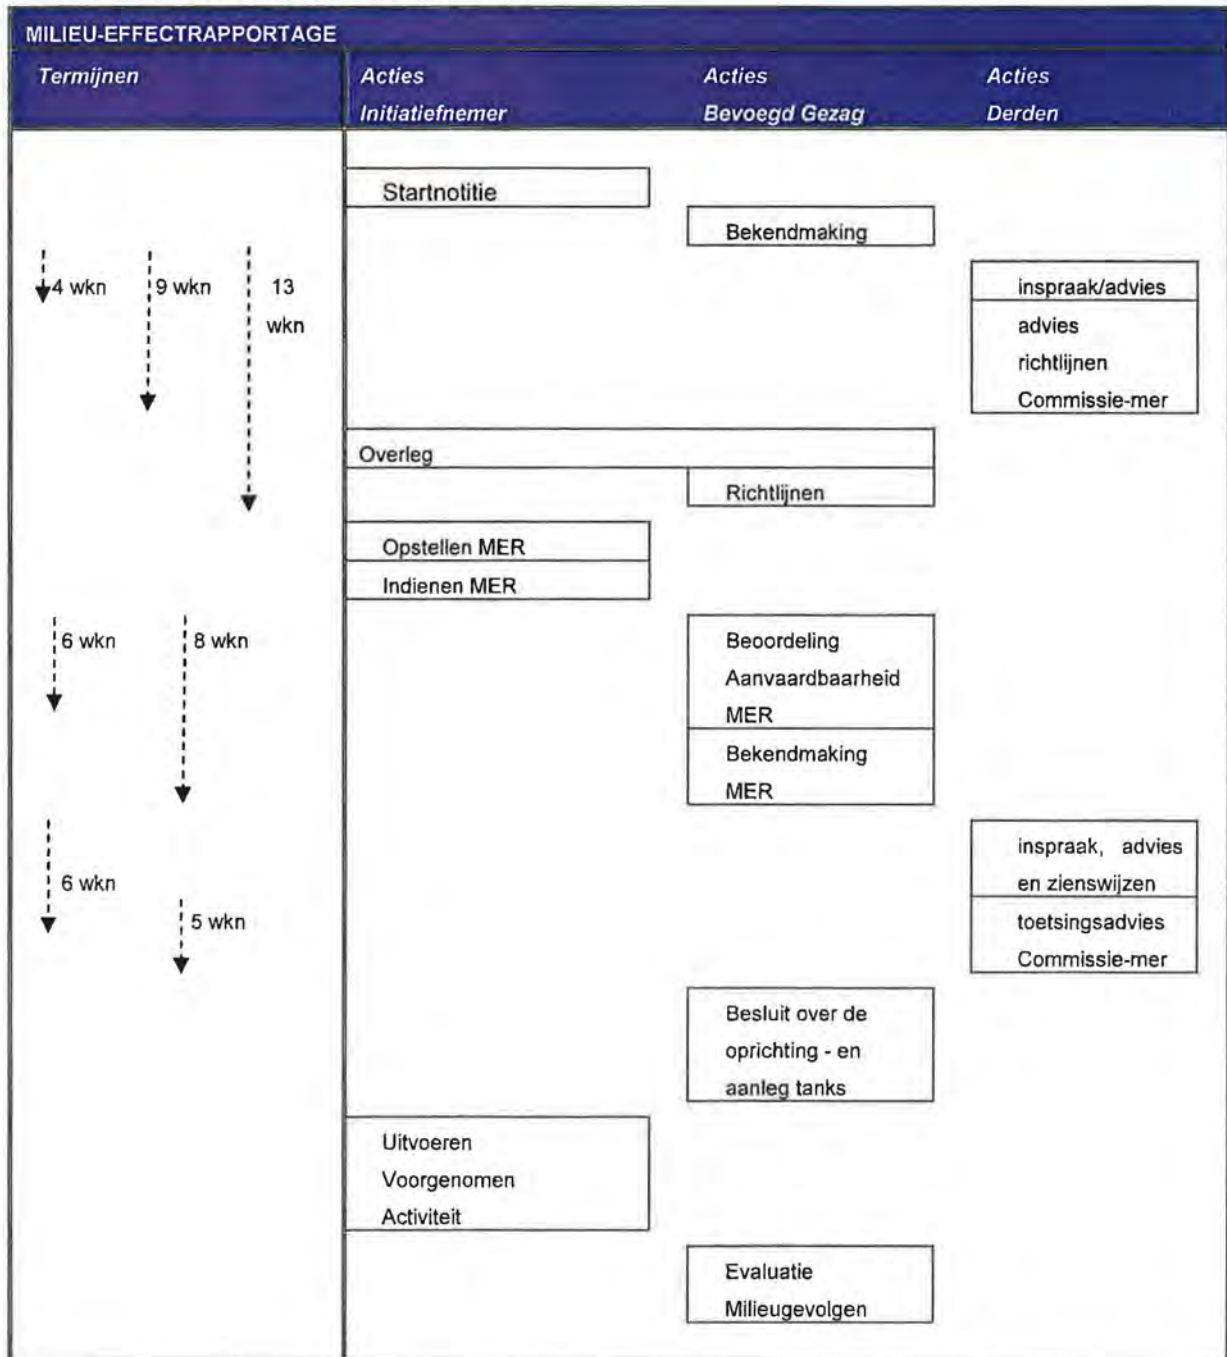 MILIEU-EFFECTRAPPORTAGE
Termijnen Acties Acties Acties
Initiatiefnemer Bevoegd Gezag Derden
Startnotitie
Bekendmaking
4 wkn 9 wkn 13 inspraak/advies
wkn advies
richtlijnen
Commissie-mer
Overleg
Richtlijnen
Opstellen MER
Indienen MER
6 wkn 8 wkn Beoordeling
Aanvaardbaarheid
MER
Bekendmaking
MER
inspraak, advies
6 wkn en zienswijzen
5 wkn toetsingsadvies
Commissie-mer
Besluit over de
oprichting - en
aanleg tanks
Uitvoeren
Voorgenomen
Activiteit
Evaluatie
Milieugevolgen